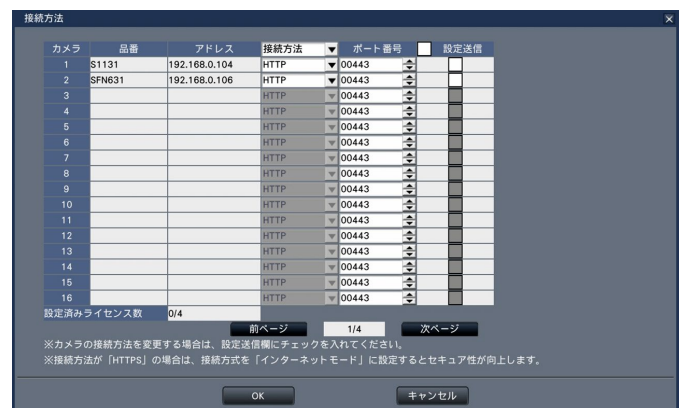 接続方法
カメラ 品番 アドレス 接続方法 ポート番号 設定送信
1 S1131 192.168.0.104 HTTP 00443
2 SFN631 192.168.0.106 HTTP 00443
3 HTTP 00443
4 HTTP 00443
5 HTTP 00443
6 HTTP 00443
7 HTTP 00443
8 HTTP 00443
9 HTTP 00443
10 HTTP 00443
11 HTTP 00443
12 HTTP 00443
13 HTTP 00443
14 HTTP 00443
15 HTTP 00443
16 HTTP 00443
設定済みライセンス数 0/4
前ページ 1/4 次ページ
※カメラの接続方法を変更する場合は、設定送信欄にチェックを入れてください。
※接続方法が「HTTPS」の場合は、接続方式を「インターネットモード」に設定するとセキュア性が向上します。
OK キャンセル